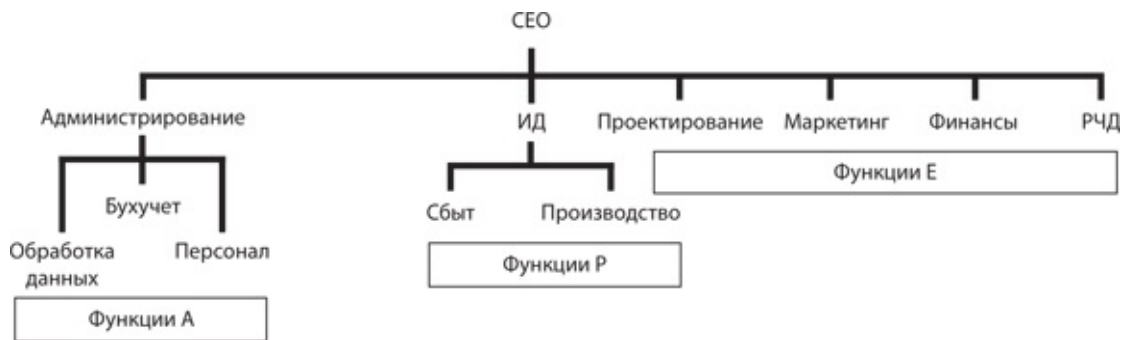 CEO
Администрирование
ИД
Проектирование
Маркетинг
Финансы
РЧД
Функции E
Бухучет
Сбыт
Производство
Обработка
данных
Персонал
Функции P
Функции A